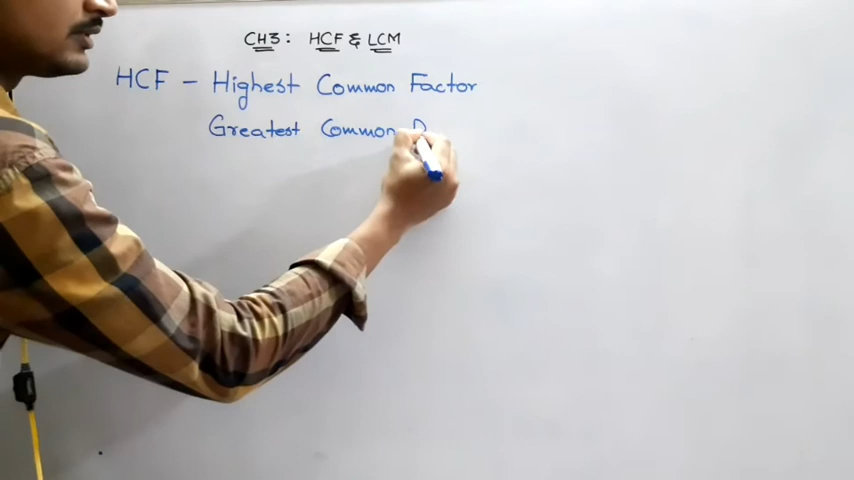 CH3: HCF & LCM
HCF - Highest Common Factor
Greatest Common D